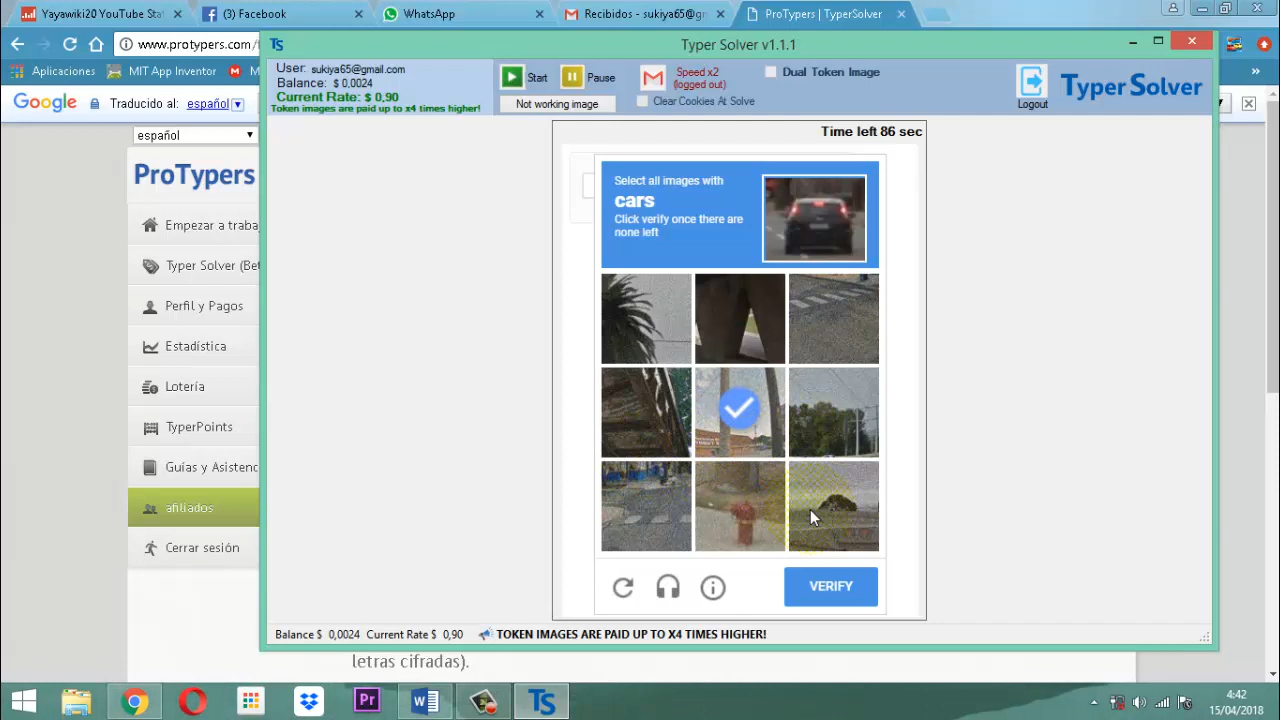 Yayawiki20 YouTube Stat
(3) Facebook
WhatsApp
Recibidos - sukiya65@gm
ProTypers | TyperSolver
www.protypers.com/
Aplicaciones
MIT App Inventor
Google
Traducido al: español
español
ProTypers
Empezar a traba
Typer Solver (Bet
Perfil y Pagos
Estadística
Lotería
TyperPoints
Guías y Asistenc
afiliados
Cerrar sesión
letras cifradas).
TS
Typer Solver v1.1.1
User: sukiya65@gmail.com
Balance: $ 0,0024
Current Rate: $ 0,90
Token images are paid up to x4 times higher!
Start
Pause
Not working image
Speed x2
(logged out)
Clear Cookies At Solve
Dual Token Image
Logout
TyperSolver
Time left 86 sec
Select all images with
cars
Click verify once there are
none left
VERIFY
Balance $ 0,0024 Current Rate $ 0,90 TOKEN IMAGES ARE PAID UP TO X4 TIMES HIGHER!
Pr
TS
4:42
15/04/2018